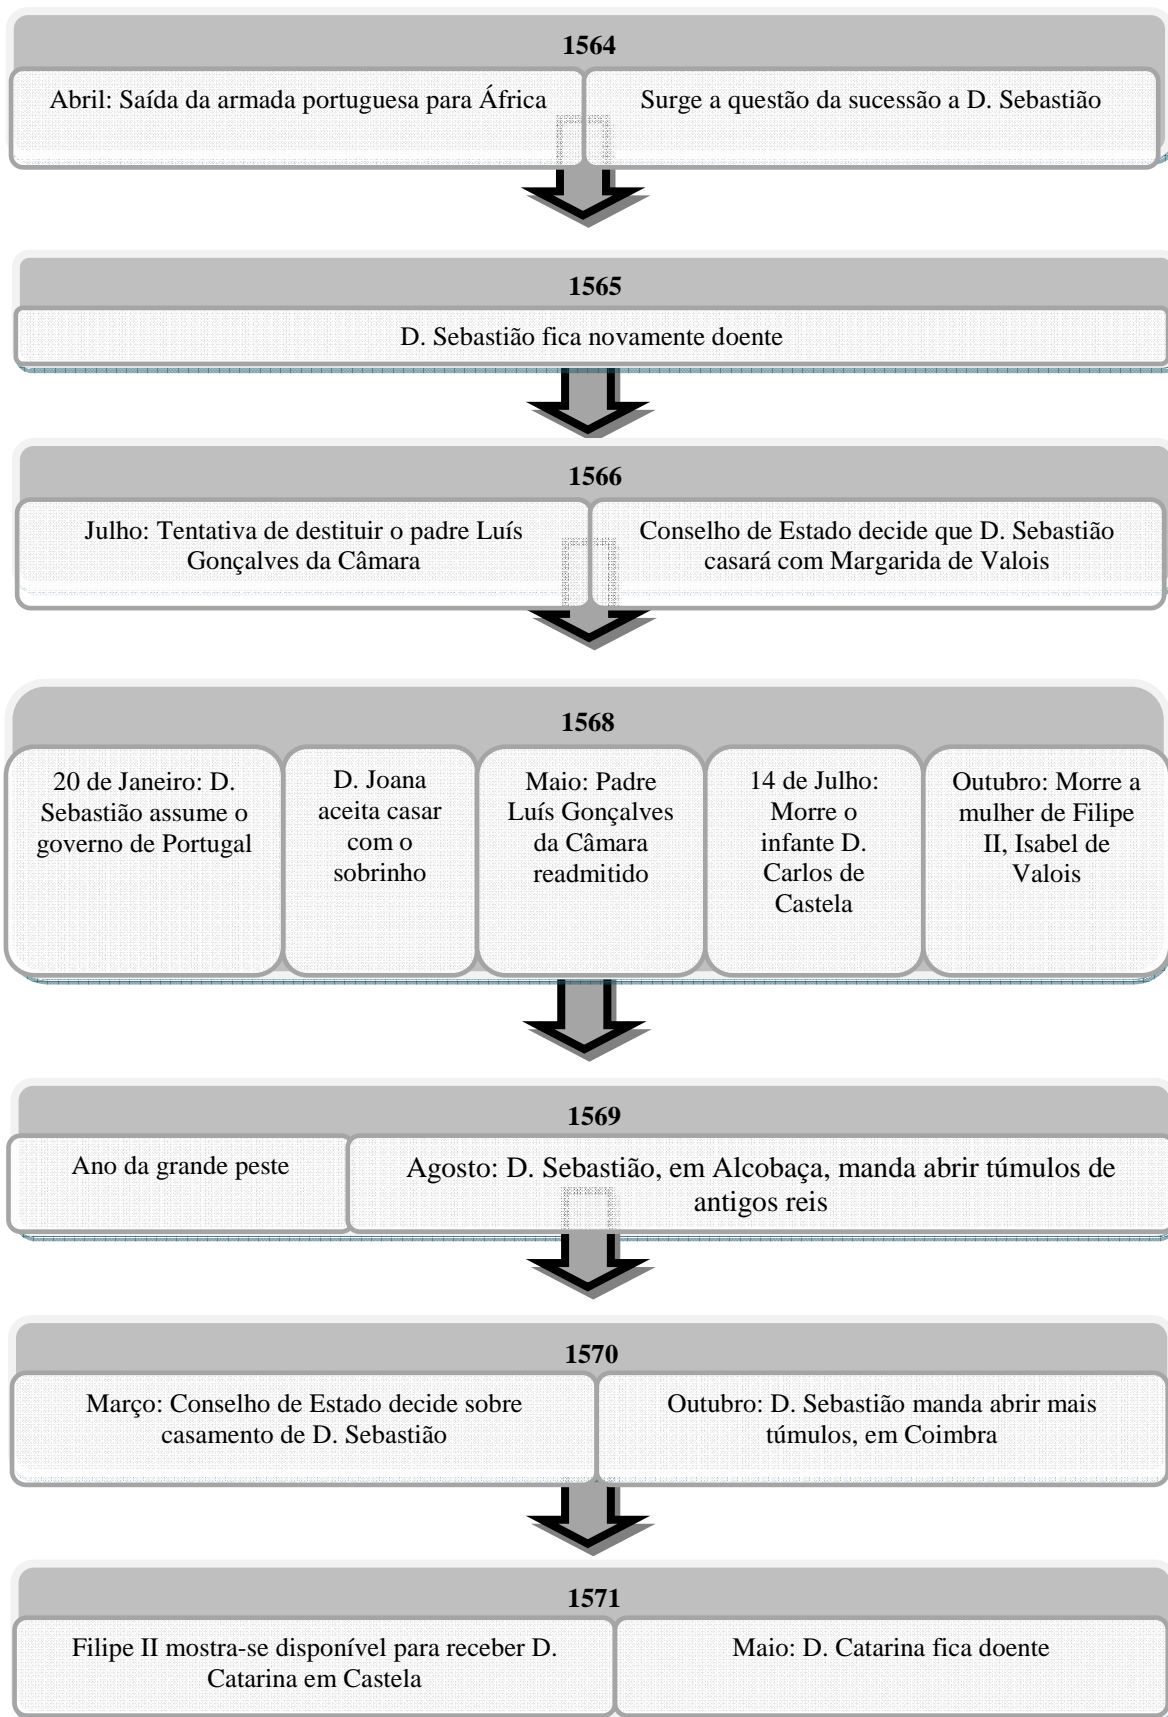 1564
Abril: Saída da armada portuguesa para África
Surge a questão da sucessão a D. Sebastião
1565
D. Sebastião fica novamente doente
1566
Julho: Tentativa de destituir o padre Luís
Gonçalves da Câmara
Conselho de Estado decide que D. Sebastião
casará com Margarida de Valois
1568
20 de Janeiro: D.
Sebastião assume o
governo de Portugal
D. Joana
aceita casar
com o
sobrinho
Maio: Padre
Luís Gonçalves
da Câmara
readmitido
14 de Julho:
Morre o
infante D.
Carlos de
Castela
Outubro: Morre a
mulher de Filipe
II, Isabel de
Valois
1569
Ano da grande peste
Agosto: D. Sebastião, em Alcobaça, manda abrir túmulos de
antigos reis
1570
Março: Conselho de Estado decide sobre
casamento de D. Sebastião
Outubro: D. Sebastião manda abrir mais
túmulos, em Coimbra
1571
Filipe II mostra-se disponível para receber D.
Catarina em Castela
Maio: D. Catarina fica doente